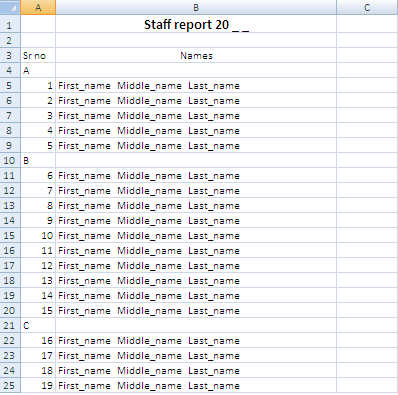 A B C
1 Staff report 20 _ _
2
3 Sr no Names
4 A
5 1 First_name Middle_name Last_name
6 2 First_name Middle_name Last_name
7 3 First_name Middle_name Last_name
8 4 First_name Middle_name Last_name
9 5 First_name Middle_name Last_name
10 B
11 6 First_name Middle_name Last_name
12 7 First_name Middle_name Last_name
13 8 First_name Middle_name Last_name
14 9 First_name Middle_name Last_name
15 10 First_name Middle_name Last_name
16 11 First_name Middle_name Last_name
17 12 First_name Middle_name Last_name
18 13 First_name Middle_name Last_name
19 14 First_name Middle_name Last_name
20 15 First_name Middle_name Last_name
21 C
22 16 First_name Middle_name Last_name
23 17 First_name Middle_name Last_name
24 18 First_name Middle_name Last_name
25 19 First_name Middle_name Last_name